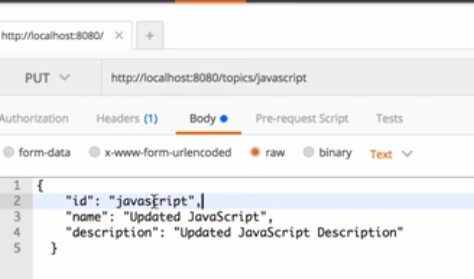 http://localhost:8080/ × +
PUT http://localhost:8080/topics/javascript
Authorization Headers (1) Body Pre-request Script Tests
form-data x-www-form-urlencoded raw binary Text
1 {
2 "id": "javascript",
3 "name": "Updated JavaScript",
4 "description": "Updated JavaScript Description"
5 }